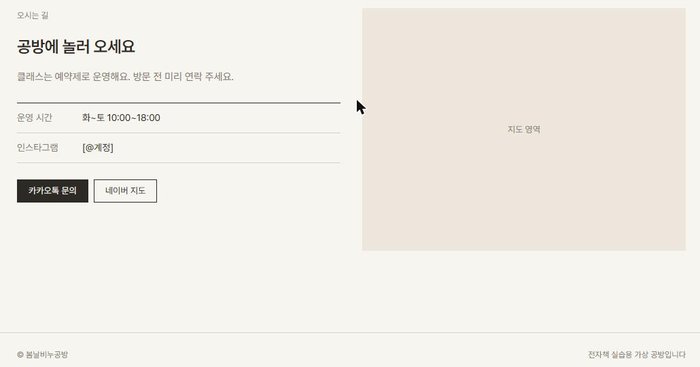 오시는 길
공방에 놀러 오세요
클래스는 예약제로 운영해요. 방문 전 미리 연락 주세요.
운영 시간 화~토 10:00~18:00
인스타그램 [@계정]
카카오톡 문의 네이버 지도
지도 영역
© 봄날비누공방 전자책 실습용 가상 공방입니다